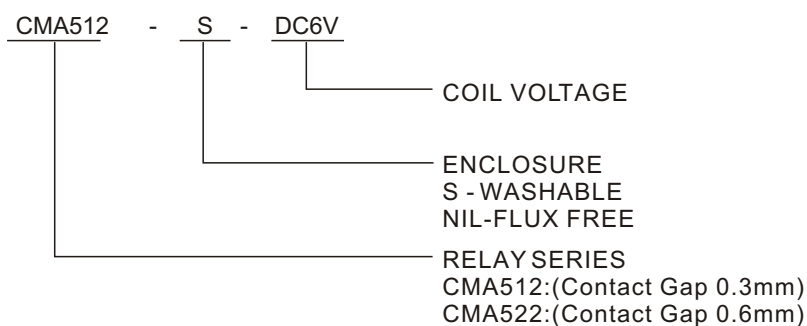 CMA512 - S - DC6V
COIL VOLTAGE
ENCLOSURE
S - WASHABLE
NIL-FLUX FREE
RELAY SERIES
CMA512:(Contact Gap 0.3mm)
CMA522:(Contact Gap 0.6mm)